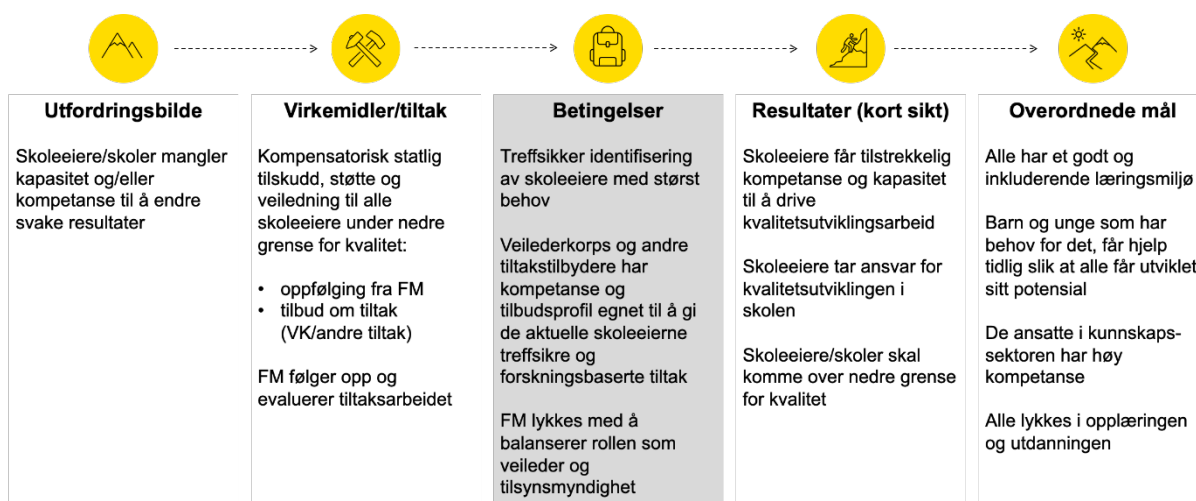 Utfordringsbilde
Skoleeiere/skoler mangler
kapasitet og/eller
kompetanse til å endre
svake resultater
Virkemidler/tiltak
Kompensatorisk statlig
tilskudd, støtte og
veiledning til alle
skoleeiere under nedre
grense for kvalitet:
• oppfølging fra FM
• tilbud om tiltak
(VK/andre tiltak)
FM følger opp og
evaluerer tiltaksarbeidet
Betingelser
Treffsikker identifisering
av skoleeiere med størst
behov
Veilederkorps og andre
tiltakstilbydere har
kompetanse og
tilbudsprofil egnet til å gi
de aktuelle skoleeierne
treffsikre og
forskningsbaserte tiltak
FM lykkes med å
balanserer rollen som
veileder og
tilsynsmyndighet
Resultater (kort sikt)
Skoleeiere får tilstrekkelig
kompetanse og kapasitet
til å drive
kvalitetsutviklingsarbeid
Skoleeiere tar ansvar for
kvalitetsutviklingen i
skolen
Skoleeiere/skoler skal
komme over nedre grense
for kvalitet
Overordnede mål
Alle har et godt og
inkluderende læringsmiljø
Barn og unge som har
behov for det, får hjelp
tidlig slik at alle får utviklet
sitt potensial
De ansatte i kunnskaps-
sektoren har høy
kompetanse
Alle lykkes i opplæringen
og utdanningen